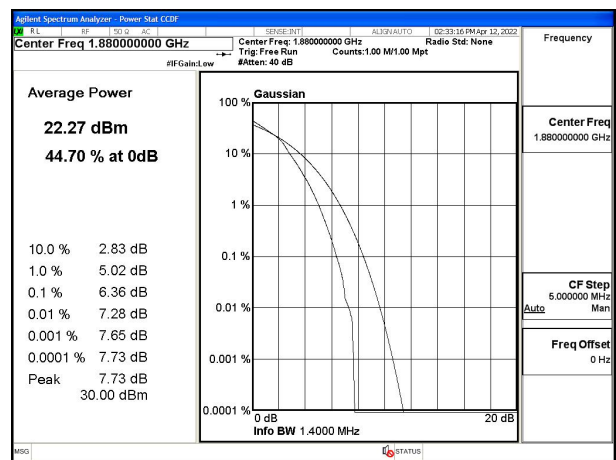 Agilent Spectrum Analyzer - Power Stat CCDF
RL RF 50 Ω AC SENSE:INT ALIGN AUTO 02:33:16 PM Apr 12, 2022
Center Freq 1.880000000 GHz
Center Freq: 1.880000000 GHz Radio Std: None
Trig: Free Run Counts:1.00 M/1.00 Mpt
#IFGain:Low #Atten: 40 dB
Frequency
Average Power
22.27 dBm
44.70 % at 0dB
10.0 % 2.83 dB
1.0 % 5.02 dB
0.1 % 6.36 dB
0.01 % 7.28 dB
0.001 % 7.65 dB
0.0001 % 7.73 dB
Peak 7.73 dB
30.00 dBm
Gaussian
100 %
10 %
1 %
0.1 %
0.01 %
0.001 %
0.0001 %
0 dB 20 dB
Info BW 1.4000 MHz
Center Freq
1.880000000 GHz
CF Step
5.000000 MHz
Auto Man
Freq Offset
0 Hz
MSG STATUS